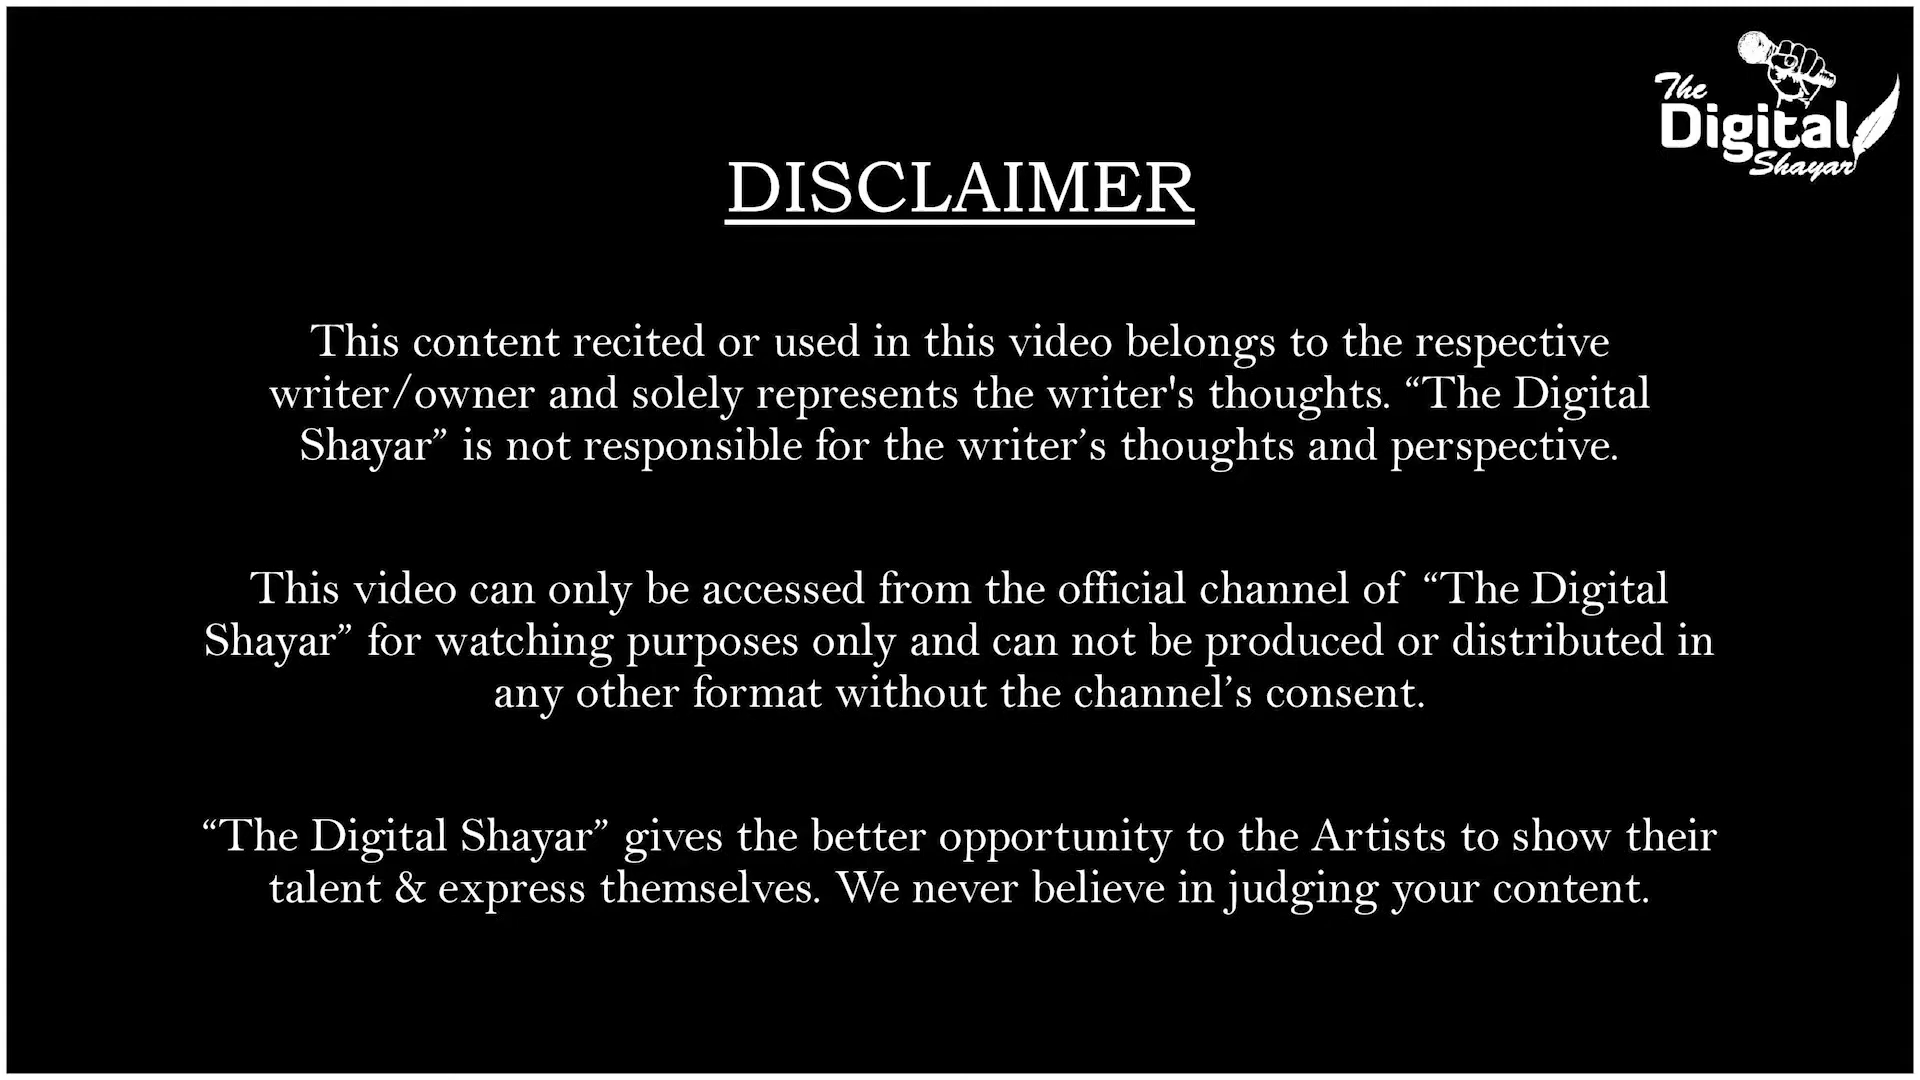 The
Digital
Shayar
DISCLAIMER
This content recited or used in this video belongs to the respective
writer/owner and solely represents the writer's thoughts. “The Digital
Shayar” is not responsible for the writer’s thoughts and perspective.
This video can only be accessed from the official channel of “The Digital
Shayar” for watching purposes only and can not be produced or distributed in
any other format without the channel’s consent.
“The Digital Shayar” gives the better opportunity to the Artists to show their
talent & express themselves. We never believe in judging your content.